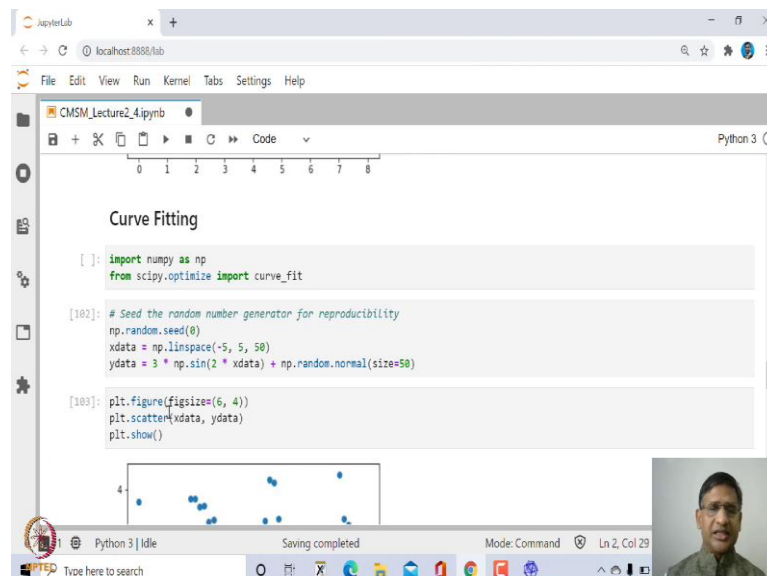 JupyterLab
localhost:8888/lab
File Edit View Run Kernel Tabs Settings Help
CMSM_Lecture2_4.ipynb
Code
Python 3
0 1 2 3 4 5 6 7 8
Curve Fitting
[ ]: import numpy as np
from scipy.optimize import curve_fit
[102]: # Seed the random number generator for reproducibility
np.random.seed(0)
xdata = np.linspace(-5, 5, 50)
ydata = 3 * np.sin(2 * xdata) + np.random.normal(size=50)
[103]: plt.figure(figsize=(6, 4))
plt.scatter(xdata, ydata)
plt.show()
4
1 Python 3 | Idle Saving completed Mode: Command Ln 2, Col 29
NPTEL
Type here to search